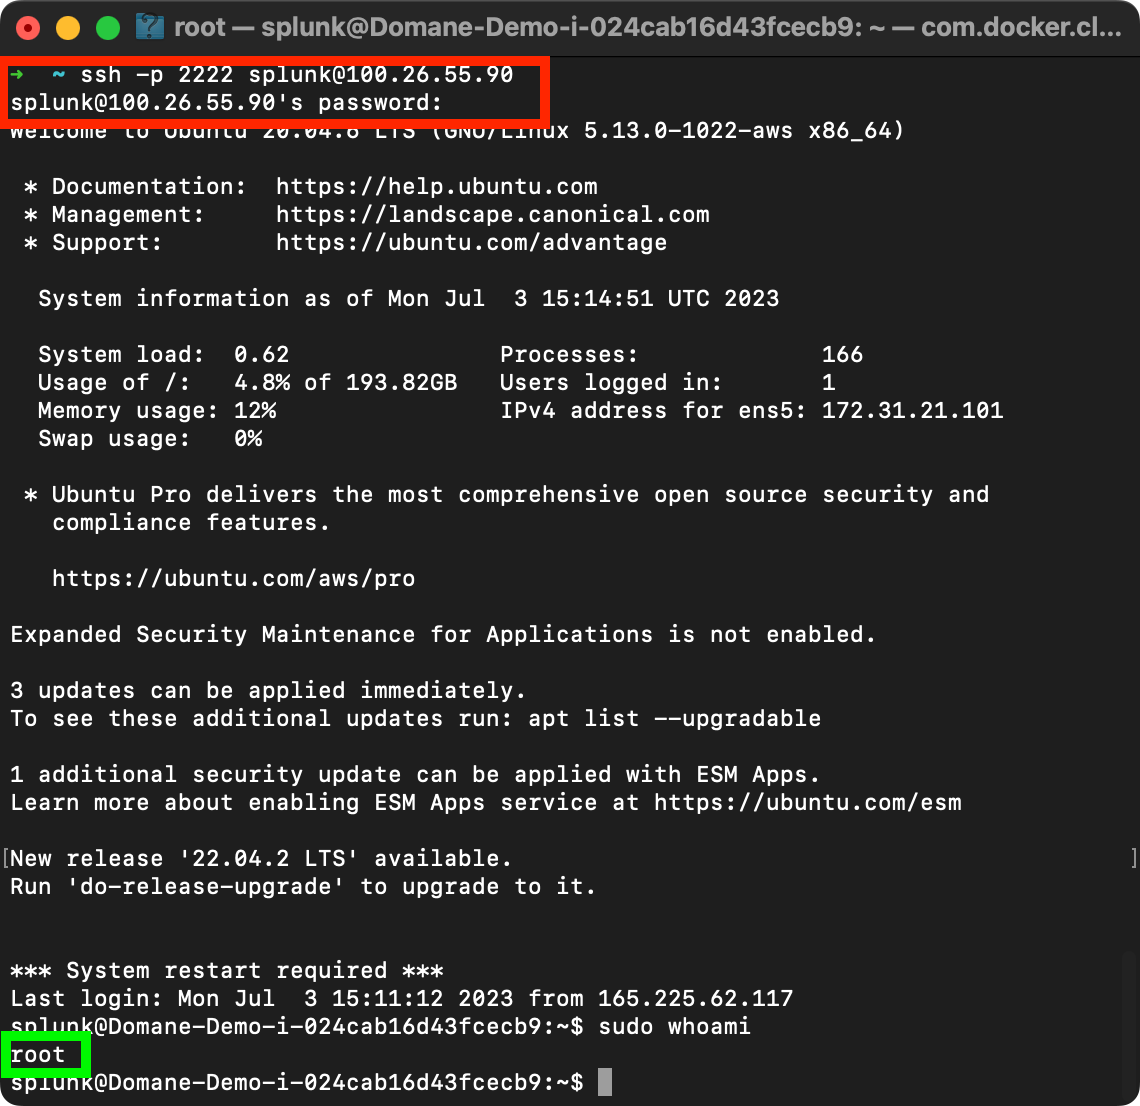 root — splunk@Domane-Demo-i-024cab16d43fcecb9: ~ — com.docker.cl...
➜ ~ ssh -p 2222 splunk@100.26.55.90
splunk@100.26.55.90's password:
Welcome to Ubuntu 20.04.6 LTS (GNU/Linux 5.13.0-1022-aws x86_64)
* Documentation: https://help.ubuntu.com
* Management: https://landscape.canonical.com
* Support: https://ubuntu.com/advantage
System information as of Mon Jul 3 15:14:51 UTC 2023
System load: 0.62 Processes: 166
Usage of /: 4.8% of 193.82GB Users logged in: 1
Memory usage: 12% IPv4 address for ens5: 172.31.21.101
Swap usage: 0%
* Ubuntu Pro delivers the most comprehensive open source security and
compliance features.
https://ubuntu.com/aws/pro
Expanded Security Maintenance for Applications is not enabled.
3 updates can be applied immediately.
To see these additional updates run: apt list --upgradable
1 additional security update can be applied with ESM Apps.
Learn more about enabling ESM Apps service at https://ubuntu.com/esm
[New release '22.04.2 LTS' available. ]
Run 'do-release-upgrade' to upgrade to it.
*** System restart required ***
Last login: Mon Jul 3 15:11:12 2023 from 165.225.62.117
splunk@Domane-Demo-i-024cab16d43fcecb9:~$ sudo whoami
root
splunk@Domane-Demo-i-024cab16d43fcecb9:~$